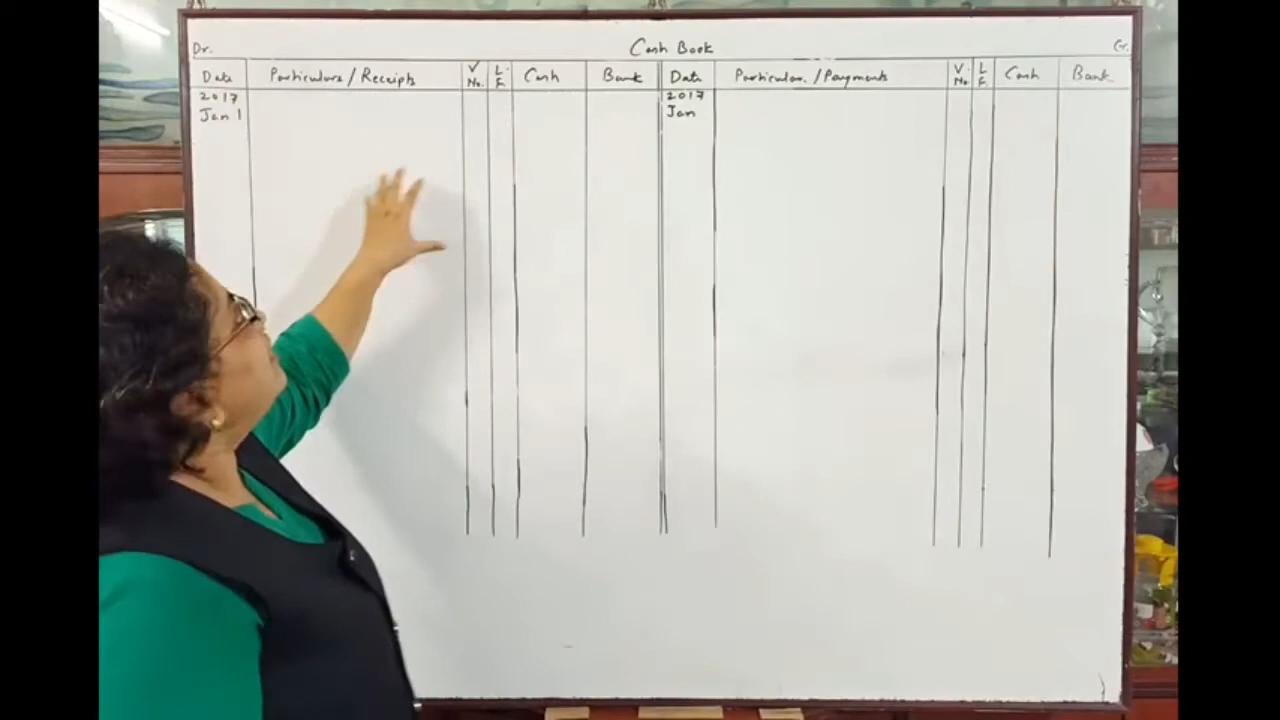 Cash Book
Dr. Cr.
Date Particulars / Receipts V. No. L. F. Cash Bank Date Particulars / Payments V. No. L F. Cash Bank
2017 2017
Jan 1 Jan